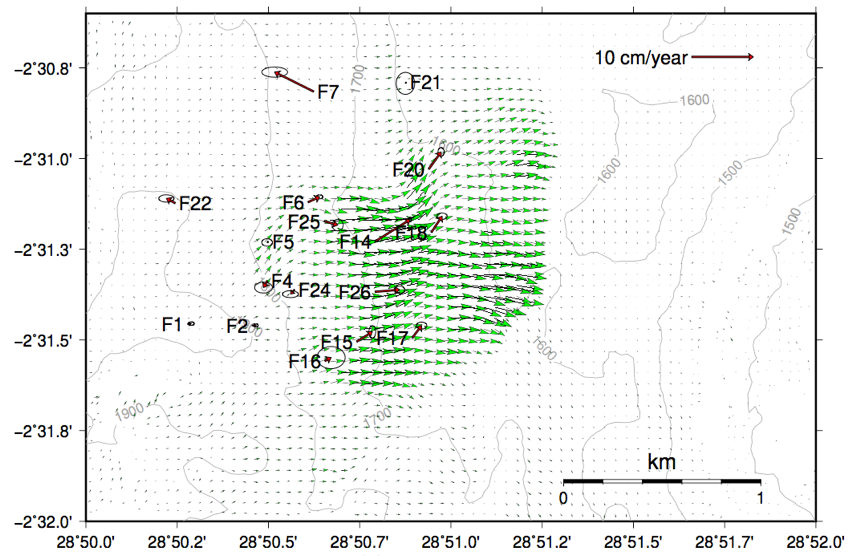 −2°30.8'
10 cm/year
1700
F21
F7
1600
−2°31.0'
1600
F20
1600
1500
F22
F6
F25
1500
−2°31.3'
F5
F14
F18
F4
F24
F26
F1
F2
−2°31.5'
F15
F17
1600
F16
1900
1700
−2°31.8'
km
0
1
−2°32.0'
28°50.0'
28°50.2'
28°50.5'
28°50.7'
28°51.0'
28°51.2'
28°51.5'
28°51.7'
28°52.0'